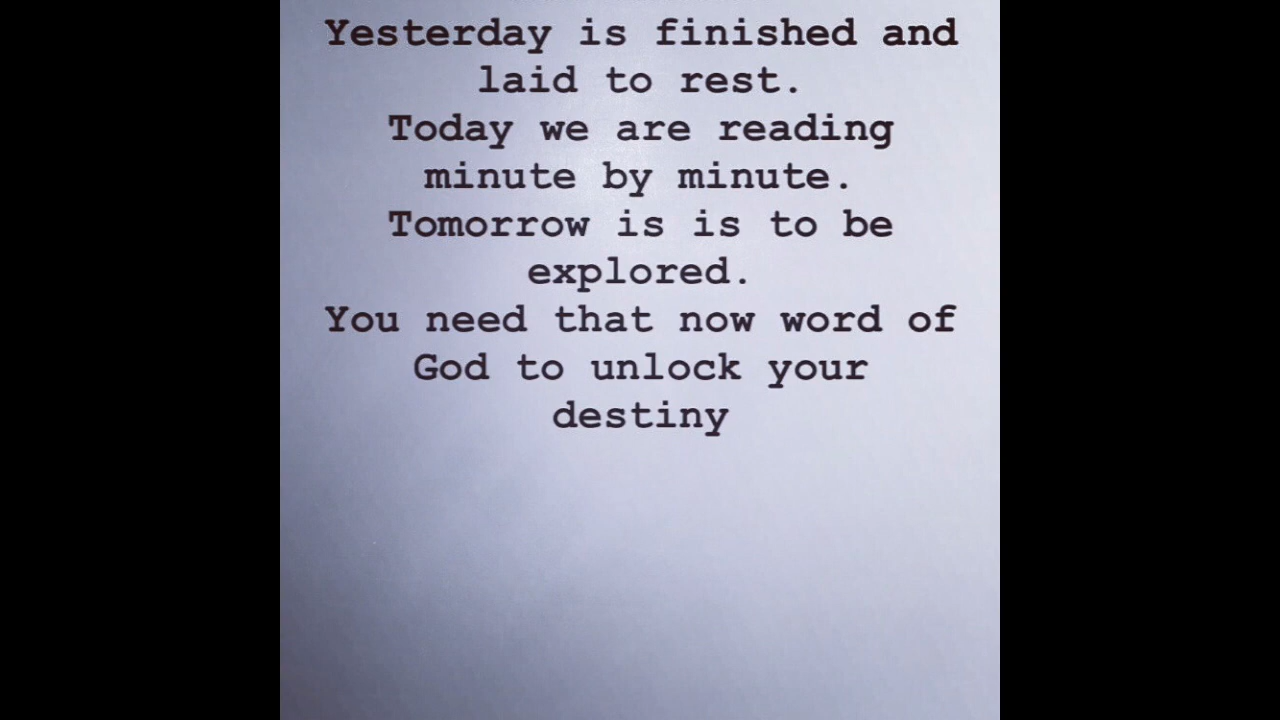 Yesterday is finished and
laid to rest.
Today we are reading
minute by minute.
Tomorrow is is to be
explored.
You need that now word of
God to unlock your
destiny